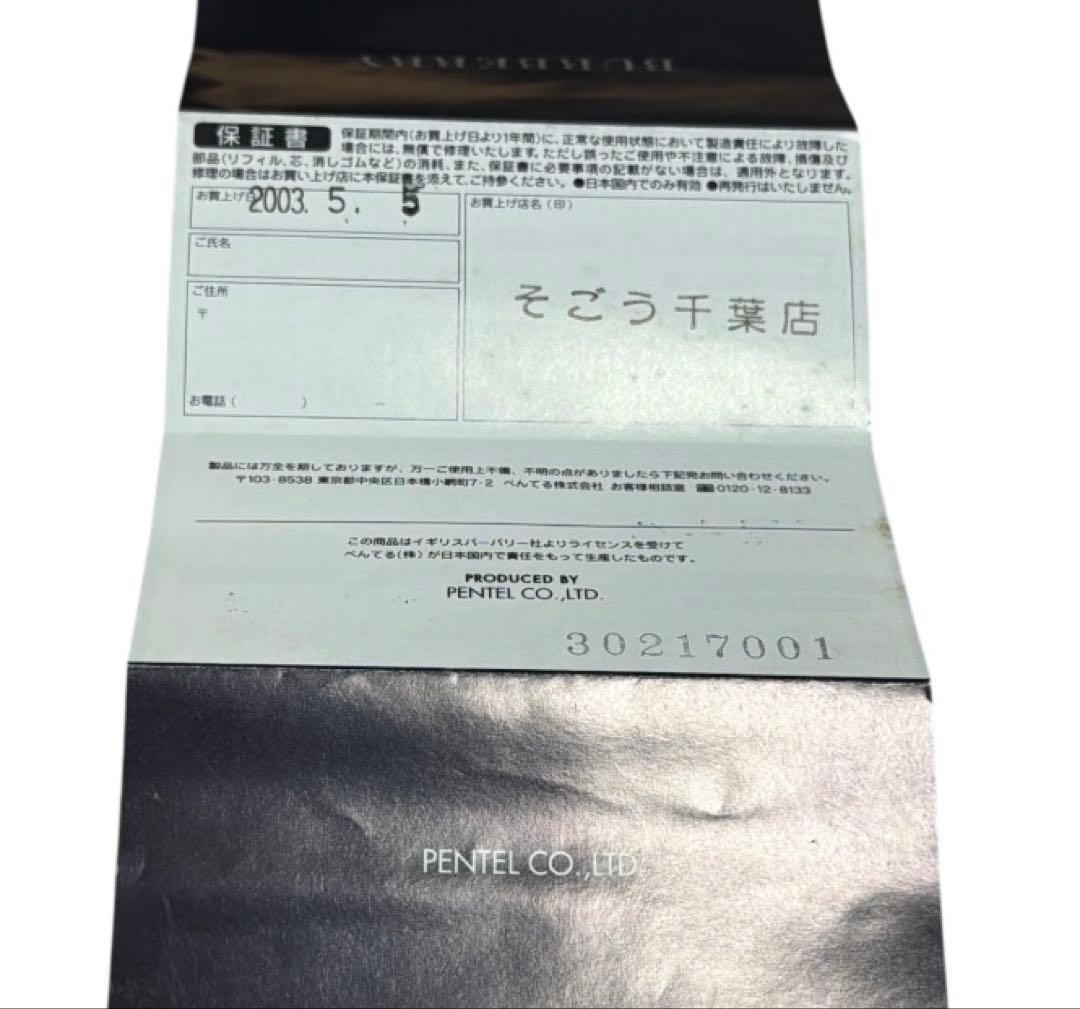 BURBERRY
保証書
保証期間内(お買上げ日より1年間)に、正常な使用状態において製造責任により故障した
場合には、無償で修理いたします。ただし誤ったご使用や不注意による故障、損傷及び
部品(リフィル、芯、消しゴムなど)の消耗、また、保証書に必要事項の記載がない場合は、適用外となります。
修理の場合はお買い上げ店に本保証書を添えて、ご持参ください。●日本国内でのみ有効 ●再発行はいたしません。
お買上げ日 2003. 5. 5
お買上げ店名(印)
ご氏名
ご住所
〒
そごう千葉店
お電話( ) −
製品には万全を期しておりますが、万一ご使用上不備、不明の点がありましたら下記宛お問い合わせください。
〒103-8538 東京都中央区日本橋小網町7-2 ぺんてる株式会社 お客様相談室 0120-12-8133
この商品はイギリスバーバリー社よりライセンスを受けて
ぺんてる(株)が日本国内で責任をもって生産したものです。
PRODUCED BY
PENTEL CO.,LTD.
30217001
PENTEL CO.,LTD.